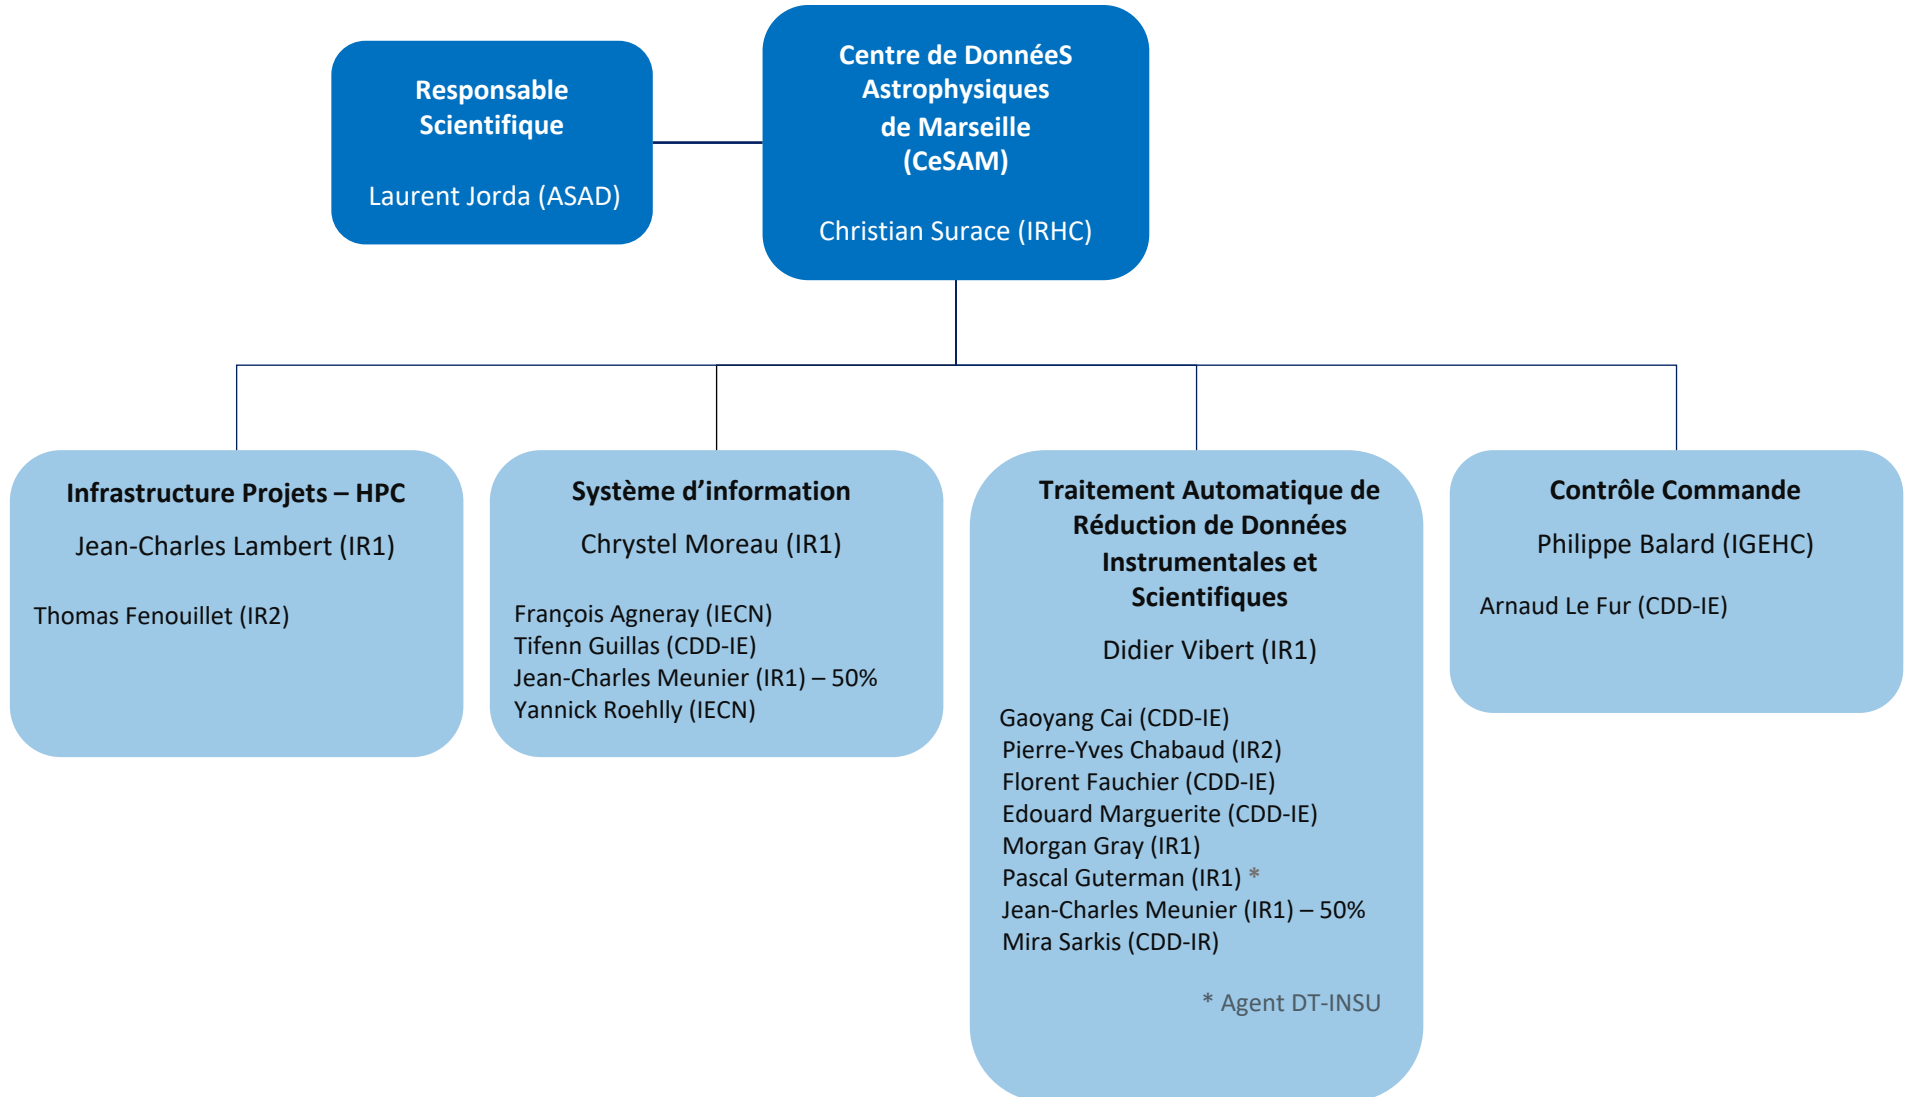 Responsable
Scientifique
Laurent Jorda (ASAD)
Centre de DonnéeS
Astrophysiques
de Marseille
(CeSAM)
Christian Surace (IRHC)
Infrastructure Projets – HPC
Jean-Charles Lambert (IR1)
Thomas Fenouillet (IR2)
Système d’information
Chrystel Moreau (IR1)
François Agneray (IECN)
Tifenn Guillas (CDD-IE)
Jean-Charles Meunier (IR1) – 50%
Yannick Roehlly (IECN)
Traitement Automatique de
Réduction de Données
Instrumentales et
Scientifiques
Didier Vibert (IR1)
Gaoyang Cai (CDD-IE)
Pierre-Yves Chabaud (IR2)
Florent Fauchier (CDD-IE)
Edouard Marguerite (CDD-IE)
Morgan Gray (IR1)
Pascal Guterman (IR1) *
Jean-Charles Meunier (IR1) – 50%
Mira Sarkis (CDD-IR)
* Agent DT-INSU
Contrôle Commande
Philippe Balard (IGEHC)
Arnaud Le Fur (CDD-IE)